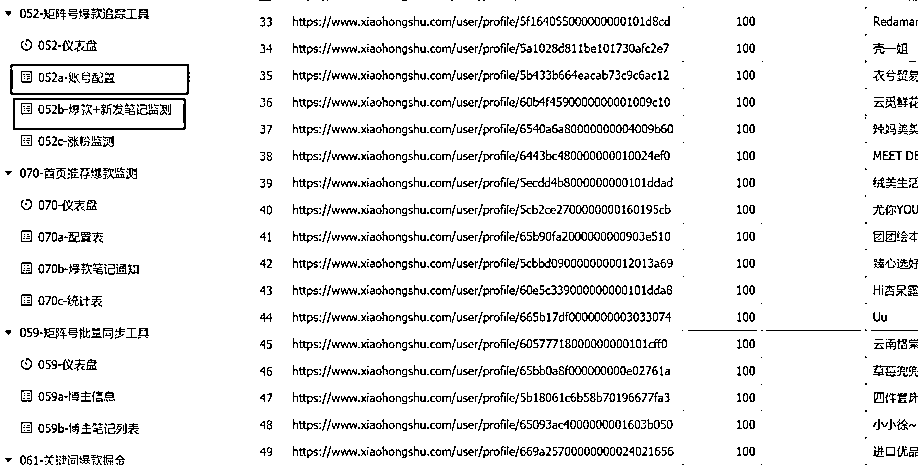 052-矩阵号爆款追踪工具
052-仪表盘
052a-账号配置
052b-爆款+新发笔记监测
052c-涨粉监测
070-首页推荐爆款监测
070-仪表盘
070a-配置表
070b-爆款笔记通知
070c-统计表
059-矩阵号批量同步工具
059-仪表盘
059a-博主信息
059b-博主笔记列表
061-关键词爆款掘金
33 https://www.xiaohongshu.com/user/profile/5f164055000000000101d8cd 100 Redamar
34 https://www.xiaohongshu.com/user/profile/5a1028d811be101730afc2e7 100 壳一姐
35 https://www.xiaohongshu.com/user/profile/5b433b664eacab73c9c6ac12 100 衣兮贸易
36 https://www.xiaohongshu.com/user/profile/60b4f4590000000001009c10 100 云觅鲜花
37 https://www.xiaohongshu.com/user/profile/6540a6a80000000004009b60 100 辣妈美美
38 https://www.xiaohongshu.com/user/profile/6443bc480000000010024ef0 100 MEET DE
39 https://www.xiaohongshu.com/user/profile/5ecdd4b8000000000101ddad 100 绒美生活
40 https://www.xiaohongshu.com/user/profile/5cb2ce2700000000160195cb 100 尤你YOU
41 https://www.xiaohongshu.com/user/profile/65b90fa2000000000903e510 100 团团绘本
42 https://www.xiaohongshu.com/user/profile/5cbbd0900000000012013a69 100 臻心选好
43 https://www.xiaohongshu.com/user/profile/60e5c339000000000101dda8 100 Hi杏呆露
44 https://www.xiaohongshu.com/user/profile/665b17df0000000003033074 100 Uu
45 https://www.xiaohongshu.com/user/profile/60577718000000000101cff0 100 云南
46 https://www.xiaohongshu.com/user/profile/65bb0a8f000000000e02761a 100 草莓兜兜
47 https://www.xiaohongshu.com/user/profile/5b18061c6b58b70196677fa3 100 四件套床
48 https://www.xiaohongshu.com/user/profile/65093ac4000000001603b050 100 小小徐~
49 https://www.xiaohongshu.com/user/profile/669a25700000000024021656 100 进口优品